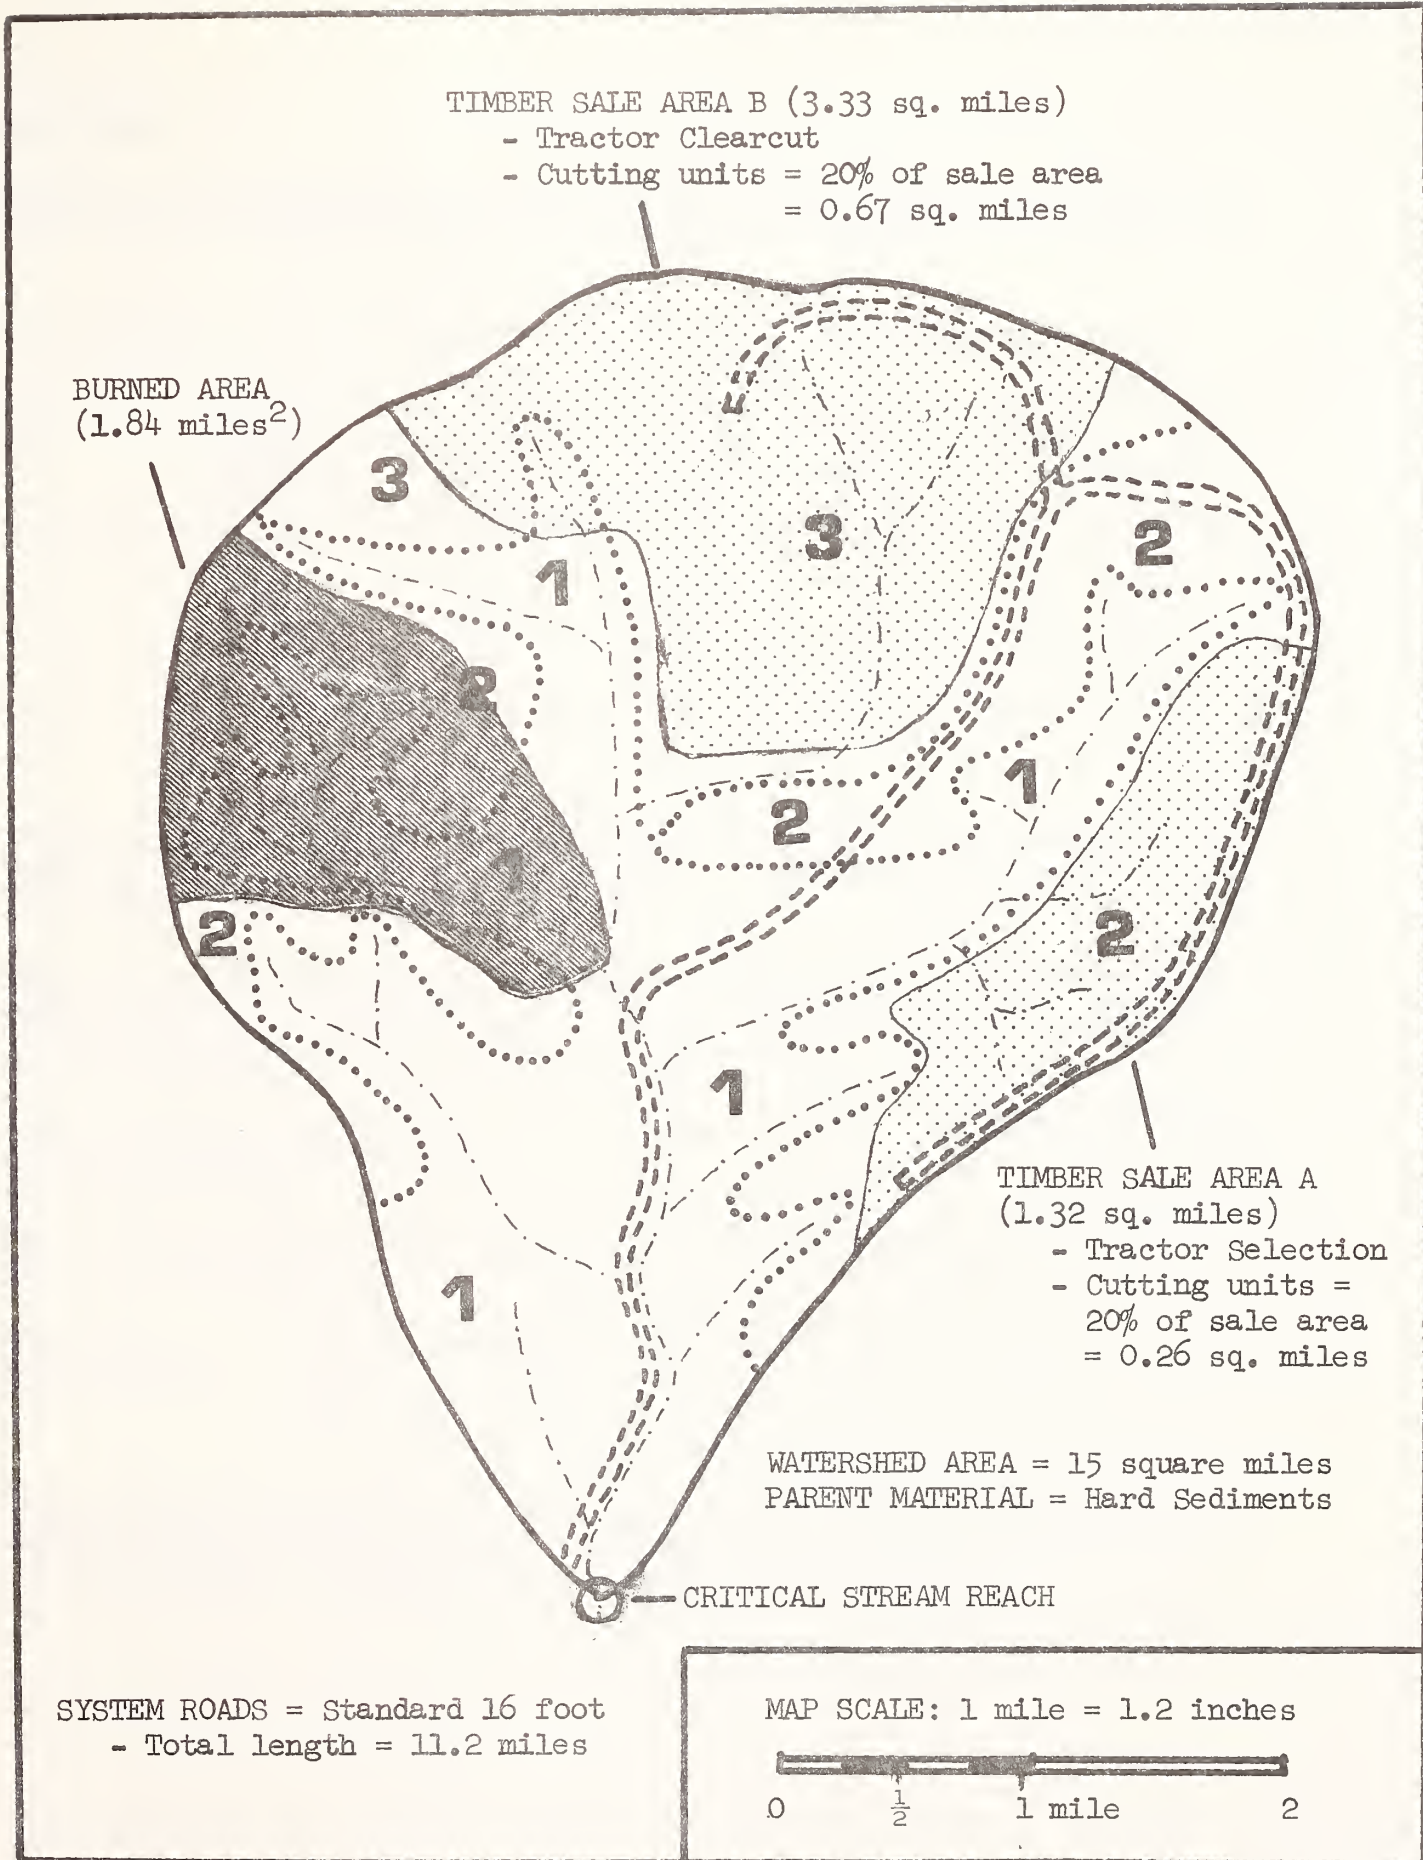 TIMBER SALE AREA B (3.33 sq. miles)
- Tractor Clearcut
- Cutting units = 20% of sale area
= 0.67 sq. miles
BURNED AREA
(1.84 miles²)
3
3
2
1
2
1
2
1
2
2
1
1
TIMBER SALE AREA A
(1.32 sq. miles)
- Tractor Selection
- Cutting units =
20% of sale area
= 0.26 sq. miles
1
WATERSHED AREA = 15 square miles
PARENT MATERIAL = Hard Sediments
CRITICAL STREAM REACH
SYSTEM ROADS = Standard 16 foot
- Total length = 11.2 miles
MAP SCALE: 1 mile = 1.2 inches
0 1/2 1 mile 2